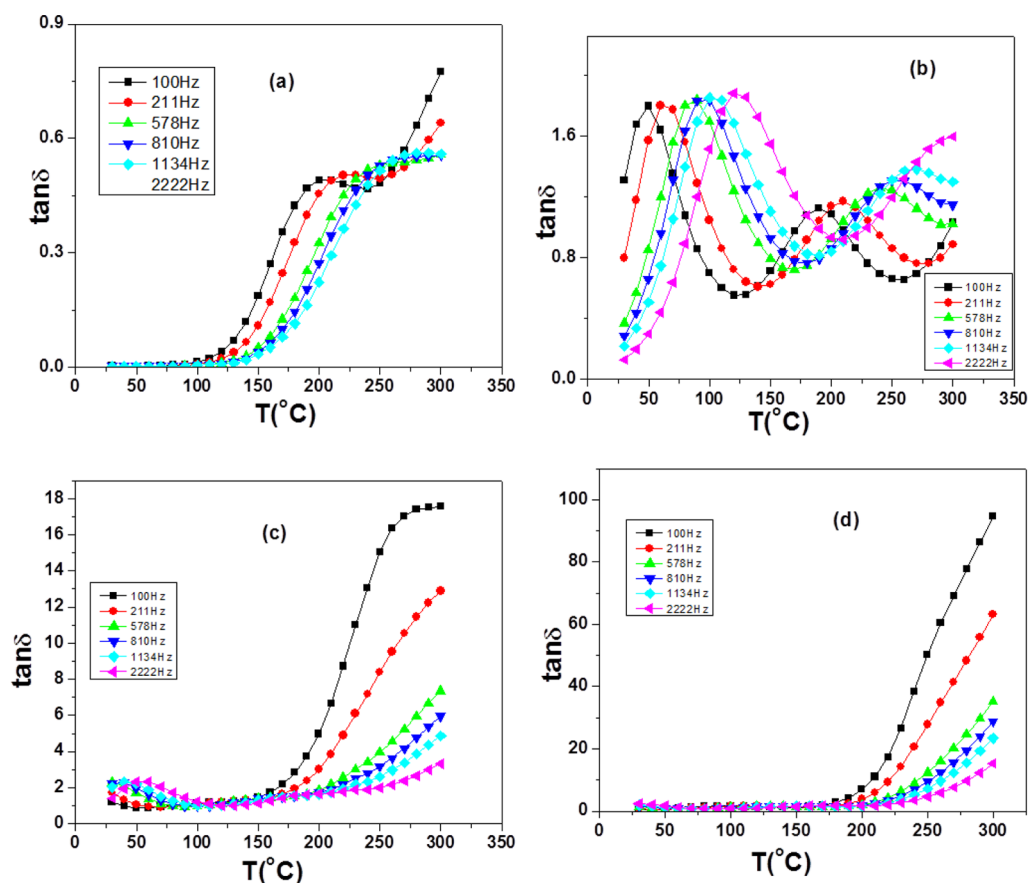 (a)
100Hz
211Hz
578Hz
810Hz
1134Hz
2222Hz
tanδ
0.9
0.6
0.3
0.0
0 50 100 150 200 250 300 350
T(°C)
(b)
100Hz
211Hz
578Hz
810Hz
1134Hz
2222Hz
tanδ
1.6
1.2
0.8
0.0
0 50 100 150 200 250 300 350
T(°C)
(c)
100Hz
211Hz
578Hz
810Hz
1134Hz
2222Hz
tanδ
18
16
14
12
10
8
6
4
2
0
0 50 100 150 200 250 300 350
T(°C)
(d)
100Hz
211Hz
578Hz
810Hz
1134Hz
2222Hz
tanδ
100
80
60
40
20
0
0 50 100 150 200 250 300
T(°C)